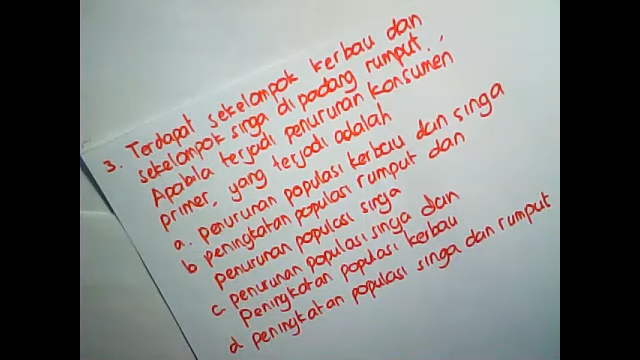 3. Terdapat sekelompok kerbau dan
sekelompok singa di padang rumput.
Apabila terjadi penurunan konsumen
primer, yang terjadi adalah
a. penurunan populasi kerbau dan singa
b peningkatan populasi rumput dan
penurunan populasi singa
c. penurunan populasi singa dan
Peningkatan populasi kerbau
d. peningkatan populasi singa dan rumput